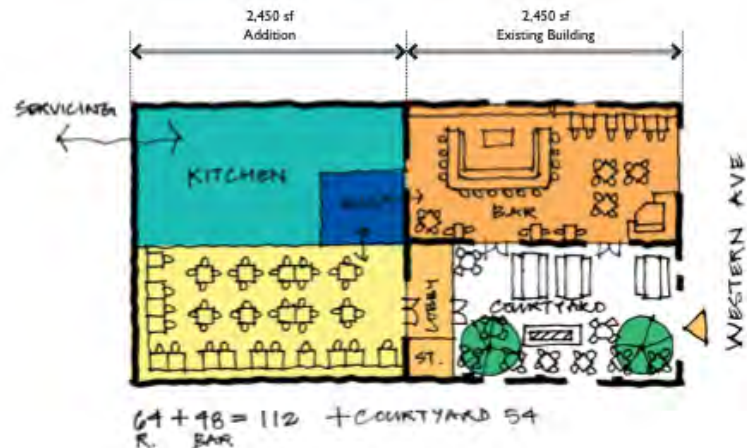 2,450 sf
Addition
2,450 sf
Existing Building
SERVICING
KITCHEN
BAR
LOBBY
COURTYARD
ST.
WESTERN AVE
64 + 48 = 112 + COURTYARD 54
R. BAR